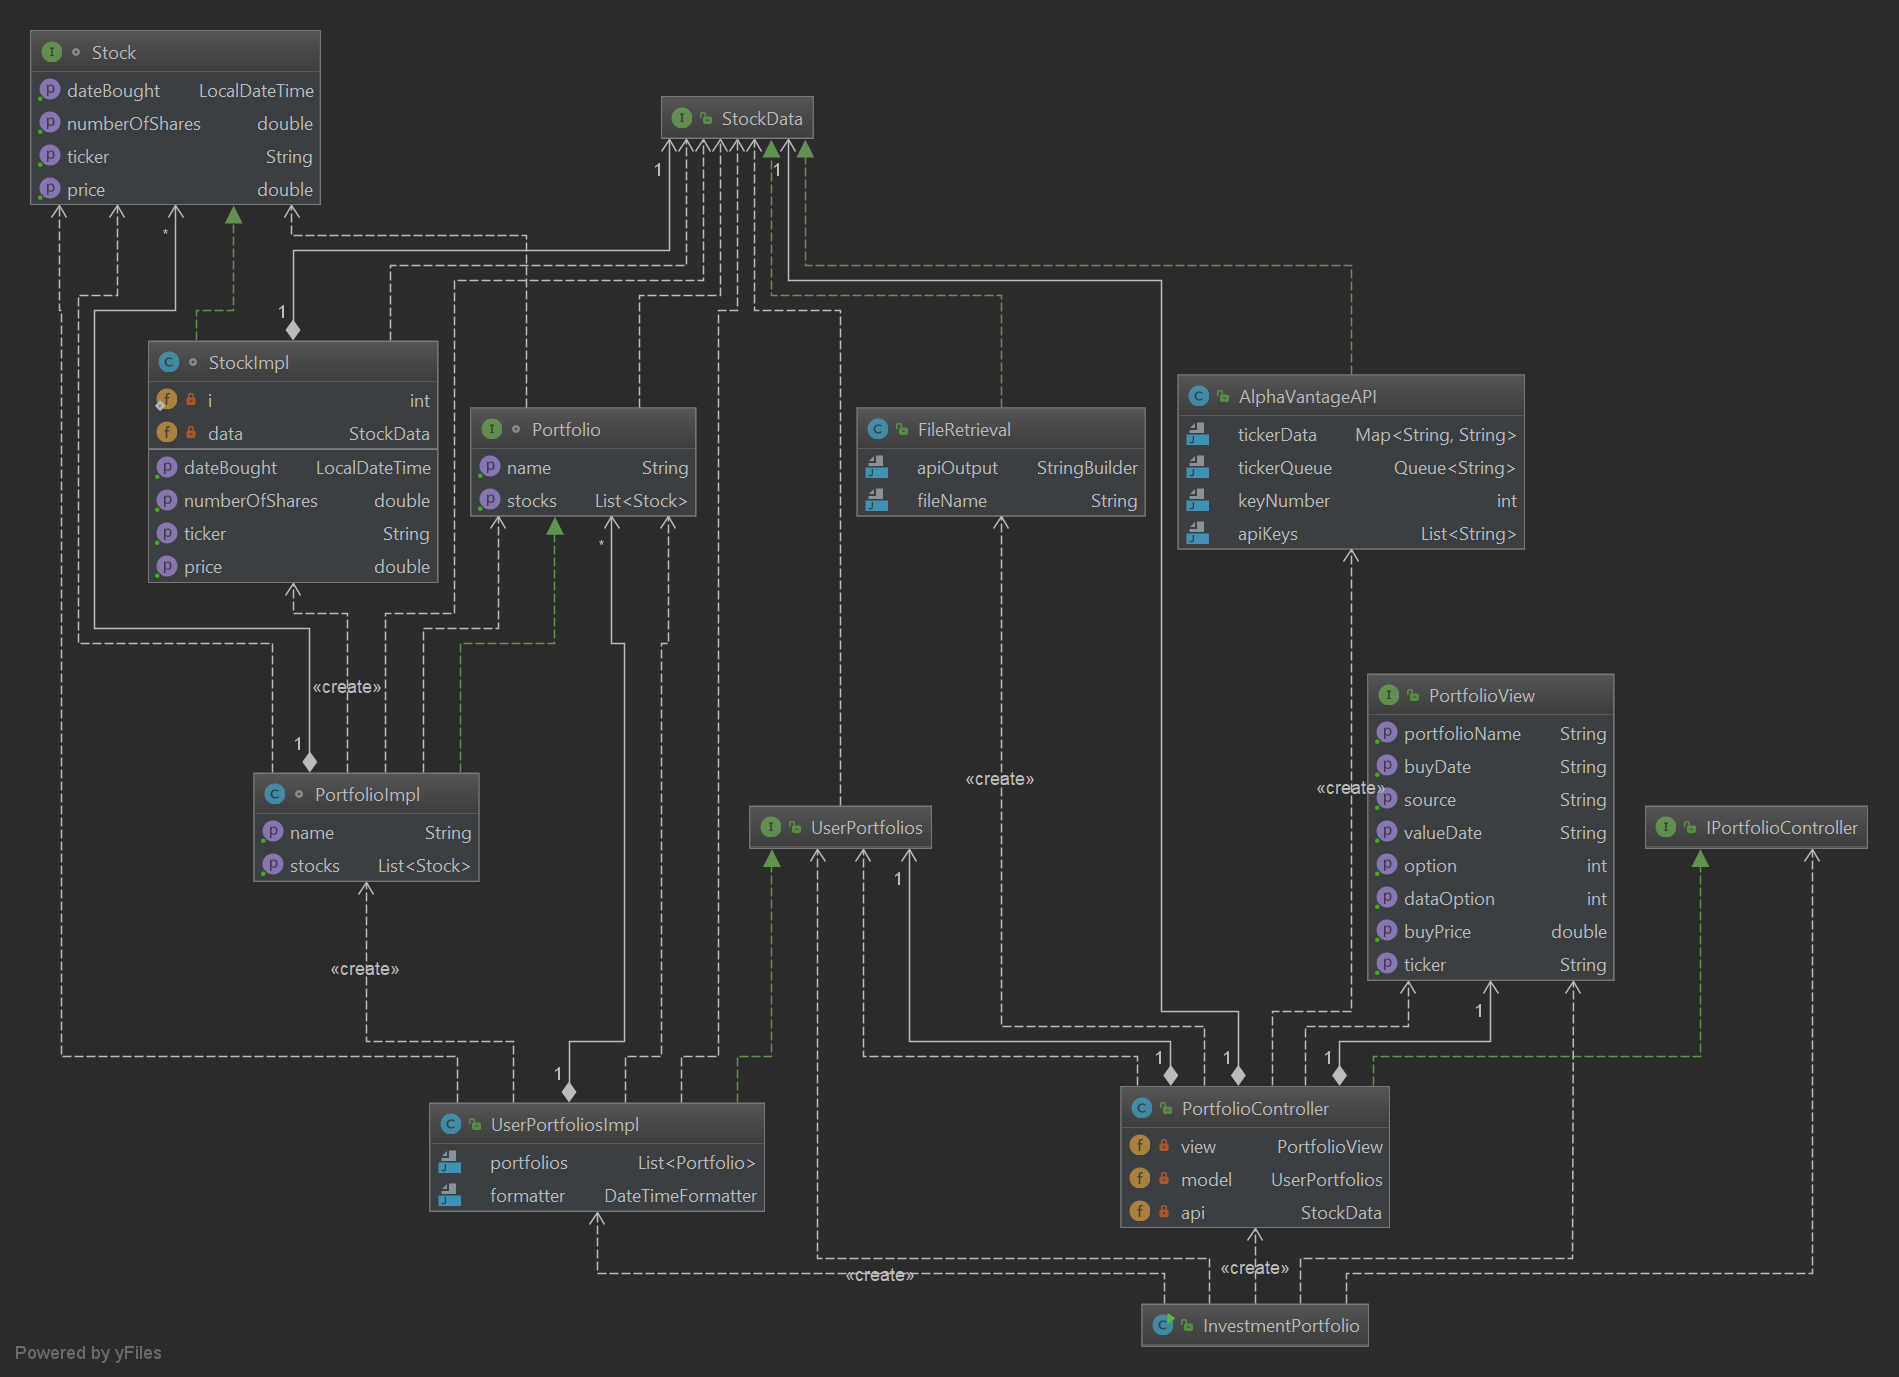 Stock
dateBought LocalDateTime
numberOfShares double
ticker String
price double
StockData
1
1
*
1
StockImpl
i int
data StockData
dateBought LocalDateTime
numberOfShares double
ticker String
price double
Portfolio
name String
stocks List<Stock>
*
FileRetrieval
apiOutput StringBuilder
fileName String
AlphaVantageAPI
tickerData Map<String, String>
tickerQueue Queue<String>
keyNumber int
apiKeys List<String>
«create»
1
PortfolioImpl
name String
stocks List<Stock>
«create»
«create»
PortfolioView
portfolioName String
buyDate String
source String
valueDate String
option int
dataOption int
buyPrice double
ticker String
UserPortfolios
1
IPortfolioController
«create»
1
1
1
1
1
UserPortfoliosImpl
portfolios List<Portfolio>
formatter DateTimeFormatter
PortfolioController
view PortfolioView
model UserPortfolios
api StockData
«create»
«create»
InvestmentPortfolio
Powered by yFiles